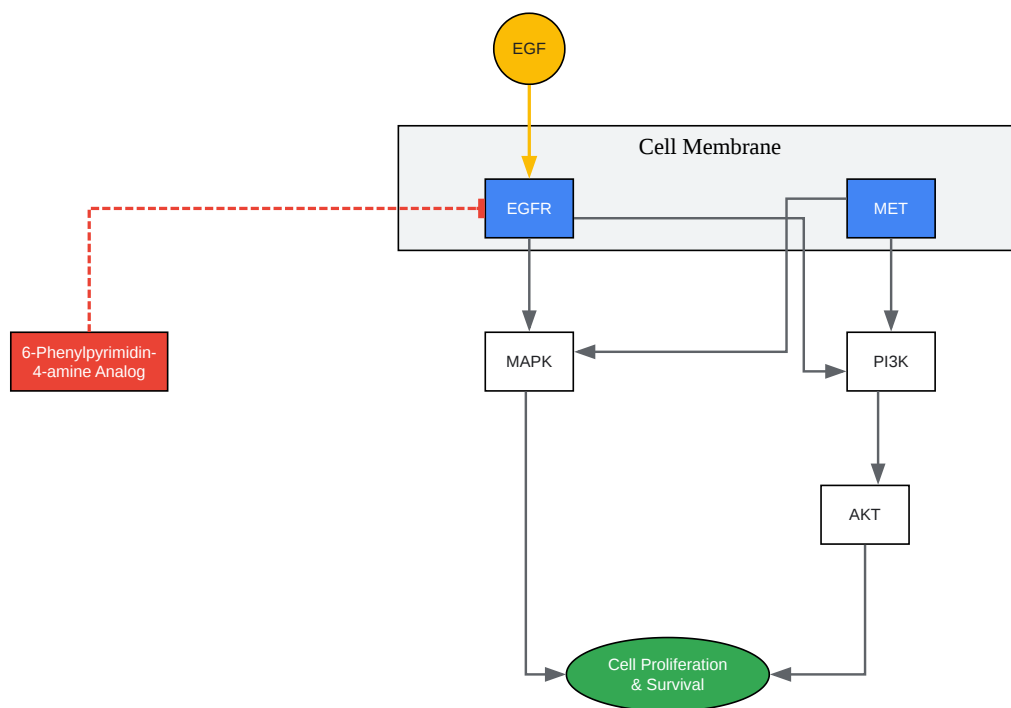 EGF
Cell Membrane
EGFR
MET
6-Phenylpyrimidin-
4-amine Analog
MAPK
PI3K
AKT
Cell Proliferation
& Survival